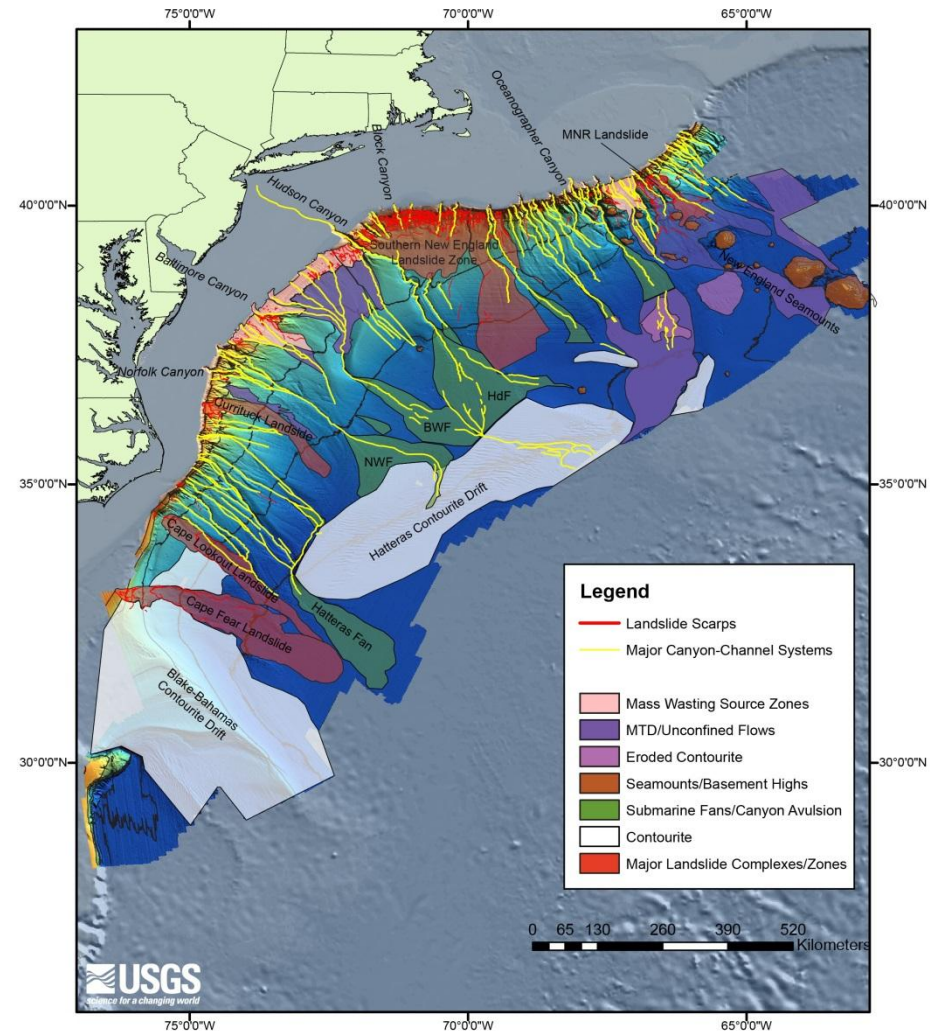 75°0'0"W
70°0'0"W
65°0'0"W
Oceanographer Canyon
MNR Landslide
Block Canyon
40°0'0"N
40°0'0"N
Hudson Canyon
Southern New England
Landslide Zone
Baltimore Canyon
New England Seamounts
Norfolk Canyon
HdF
Currituck Landslide
BWF
NWF
35°0'0"N
35°0'0"N
Hatteras Contourite Drift
Cape Lookout Landslide
Cape Fear Landslide
Hatteras Fan
Blake-Bahamas
Contourite Drift
30°0'0"N
30°0'0"N
Legend
Landslide Scarps
Major Canyon-Channel Systems
Mass Wasting Source Zones
MTD/Unconfined Flows
Eroded Contourite
Seamounts/Basement Highs
Submarine Fans/Canyon Avulsion
Contourite
Major Landslide Complexes/Zones
0 65 130 260 390 520
Kilometers
USGS
science for a changing world
75°0'0"W
70°0'0"W
65°0'0"W